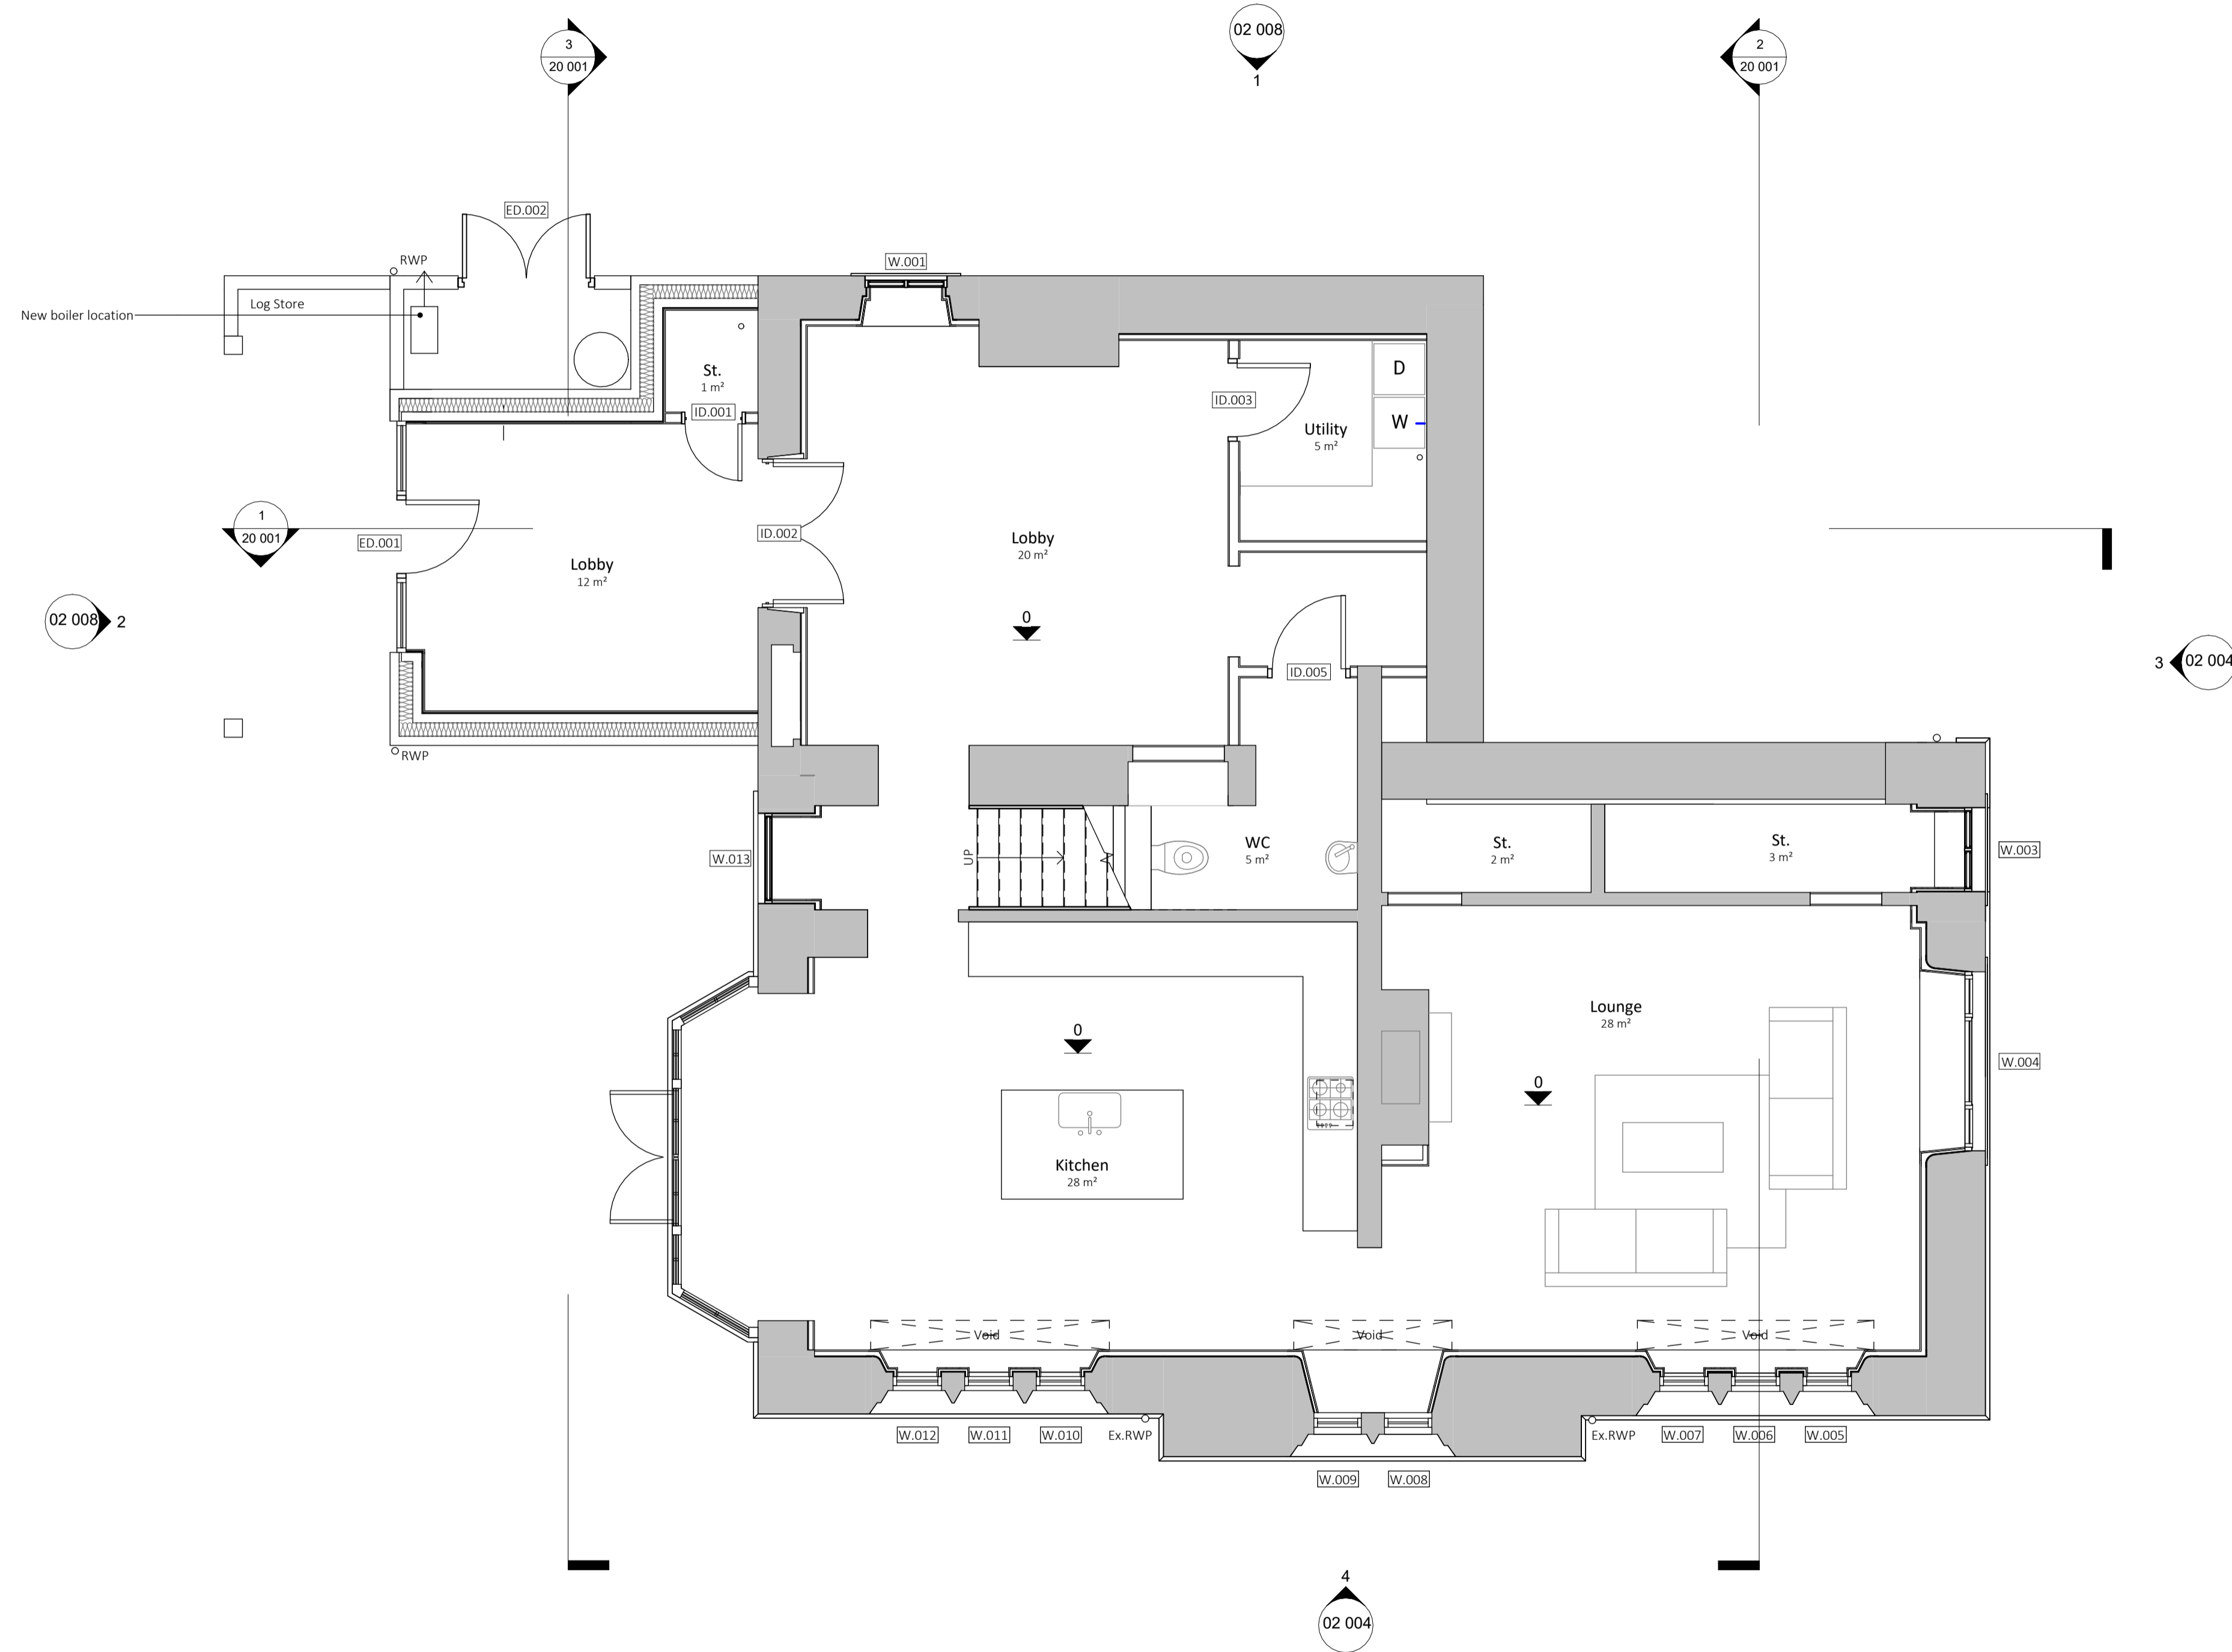 02 008
1
3
20 001
2
20 001
ED.002
RWP
W.001
Log Store
New boiler location
St.
1 m²
ID.001
D
ID.003
W
Utility
5 m²
1
20 001
ED.001
ID.002
Lobby
20 m²
Lobby
12 m²
0
02 008 2
ID.005
3 02 004
RWP
W.013
UP
WC
5 m²
St.
2 m²
St.
3 m²
W.003
Lounge
28 m²
0
W.004
0
Kitchen
28 m²
Void
Void
Void
W.012
W.011
W.010
Ex.RWP
Ex.RWP
W.007
W.006
W.005
W.009
W.008
4
02 004